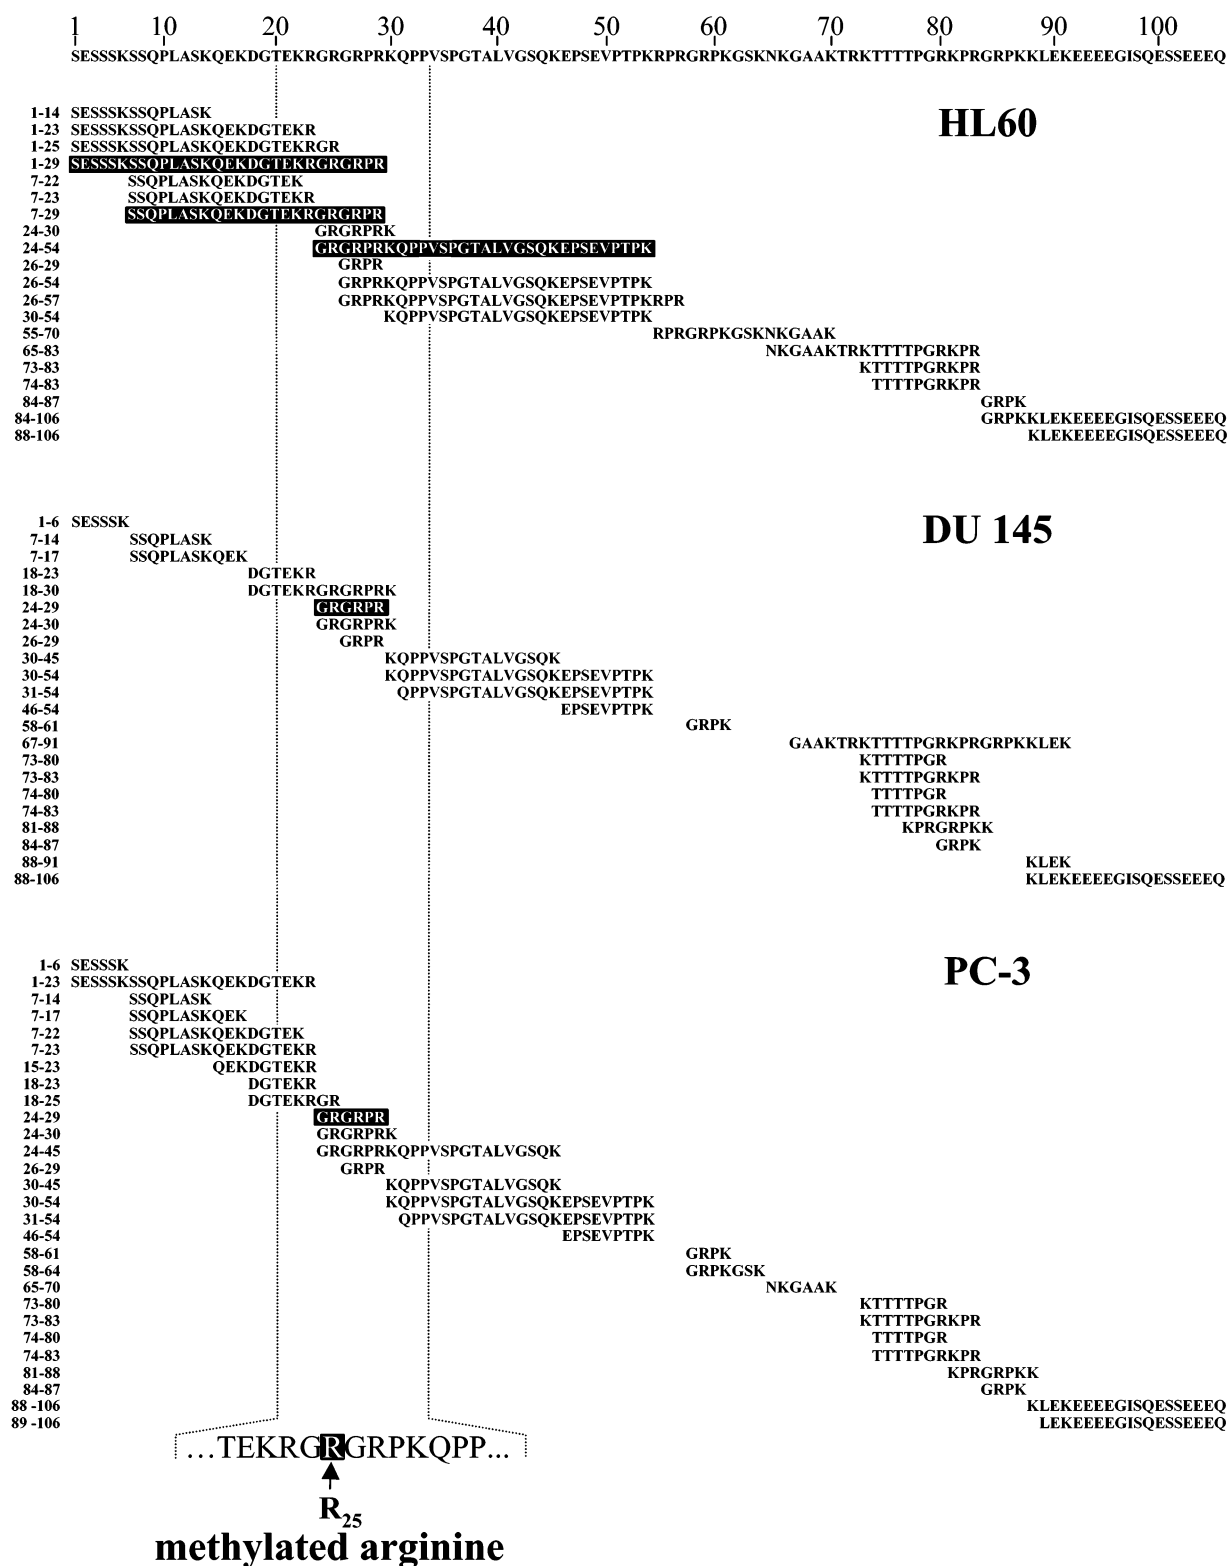 1 10 20 30 40 50 60 70 80 90 100
SESSSKSSQPLASKQEKDGTEKRGRGRPRKQPPVSPGTALVGSQKEPSEVPTPKRPRGRPKGSKNKGAAKTRKTTTTPGRKPRGRPKKLEKEEEEGISQESSEEEQ
HL60
1-14 SESSSKSSQPLASK
1-23 SESSSKSSQPLASKQEKDGTEKR
1-25 SESSSKSSQPLASKQEKDGTEKRGR
1-29 SESSSKSSQPLASKQEKDGTEKRGRGRPR
7-22 SSQPLASKQEKDGTEK
7-23 SSQPLASKQEKDGTEKR
7-29 SSQPLASKQEKDGTEKRGRGRPR
24-30 GRGRPRK
24-54 GRGRPRKQPPVSPGTALVGSQKEPSEVPTPK
26-29 GRPR
26-54 GRPRKQPPVSPGTALVGSQKEPSEVPTPK
26-57 GRPRKQPPVSPGTALVGSQKEPSEVPTPKRPR
30-54 KQPPVSPGTALVGSQKEPSEVPTPK
55-70 RPRGRPKGSKNKGAAK
65-83 NKGAAKTRKTTTTPGRKPR
73-83 KTTTTPGRKPR
74-83 TTTTPGRKPR
84-87 GRPK
84-106 GRPKKLEKEEEEGISQESSEEEQ
88-106 KLEKEEEEGISQESSEEEQ
DU 145
1-6 SESSSK
7-14 SSQPLASK
7-17 SSQPLASKQEK
18-23 DGTEKR
18-30 DGTEKRGRGRPRK
24-29 GRGRPR
24-30 GRGRPRK
26-29 GRPR
30-45 KQPPVSPGTALVGSQK
30-54 KQPPVSPGTALVGSQKEPSEVPTPK
31-54 QPPVSPGTALVGSQKEPSEVPTPK
46-54 EPSEVPTPK
58-61 GRPK
67-91 GAAKTRKTTTTPGRKPRGRPKKLEK
73-80 KTTTTPGR
73-83 KTTTTPGRKPR
74-80 TTTTPGR
74-83 TTTTPGRKPR
81-88 KPRGRPKK
84-87 GRPK
88-91 KLEK
88-106 KLEKEEEEGISQESSEEEQ
PC-3
1-6 SESSSK
1-23 SESSSKSSQPLASKQEKDGTEKR
7-14 SSQPLASK
7-17 SSQPLASKQEK
7-22 SSQPLASKQEKDGTEK
7-23 SSQPLASKQEKDGTEKR
15-23 QEKDGTEKR
18-23 DGTEKR
18-25 DGTEKRGR
24-29 GRGRPR
24-30 GRGRPRK
24-45 GRGRPRKQPPVSPGTALVGSQK
26-29 GRPR
30-45 KQPPVSPGTALVGSQK
30-54 KQPPVSPGTALVGSQKEPSEVPTPK
31-54 QPPVSPGTALVGSQKEPSEVPTPK
46-54 EPSEVPTPK
58-61 GRPK
58-64 GRPKGSK
65-70 NKGAAK
73-80 KTTTTPGR
73-83 KTTTTPGRKPR
74-80 TTTTPGR
74-83 TTTTPGRKPR
81-88 KPRGRPKK
84-87 GRPK
88 -106 KLEKEEEEGISQESSEEEQ
89 -106 LEKEEEEGISQESSEEEQ
...TEKRGRGRPKQPP...
R25
methylated arginine